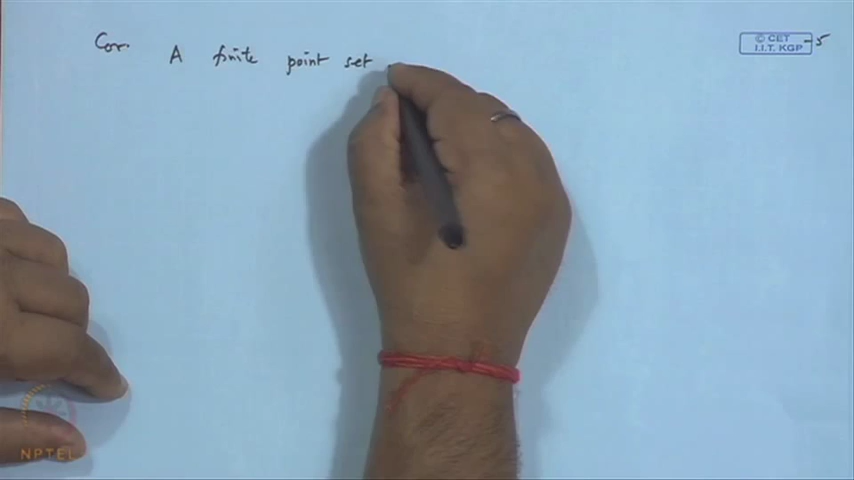 Cor. A finite point set
© CET
I.I.T. KGP
-5
NPTEL